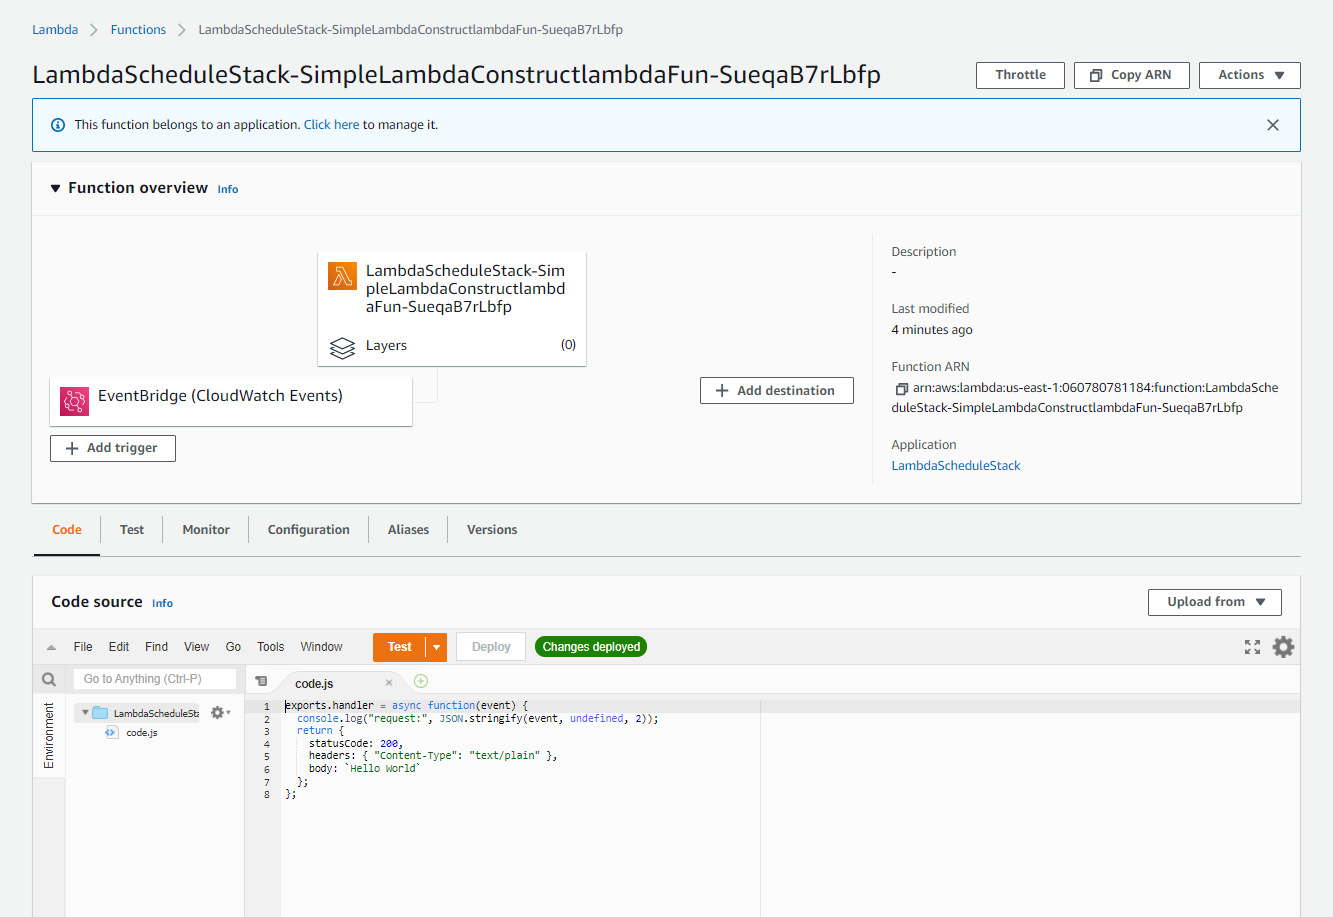 Lambda > Functions > LambdaScheduleStack-SimpleLambdaConstructlambdaFun-SueqaB7rLbfp
LambdaScheduleStack-SimpleLambdaConstructlambdaFun-SueqaB7rLbfp
Throttle
Copy ARN
Actions
This function belongs to an application. Click here to manage it.
Function overview Info
LambdaScheduleStack-Sim
pleLambdaConstructlambd
aFun-SueqaB7rLbfp
Layers (0)
EventBridge (CloudWatch Events)
+ Add trigger
+ Add destination
Description
-
Last modified
4 minutes ago
Function ARN
arn:aws:lambda:us-east-1:060780781184:function:LambdaSche
duleStack-SimpleLambdaConstructlambdaFun-SueqaB7rLbfp
Application
LambdaScheduleStack
Code Test Monitor Configuration Aliases Versions
Code source Info
Upload from
File Edit Find View Go Tools Window
Test
Deploy
Changes deployed
Go to Anything (Ctrl-P)
Environment
LambdaScheduleSta
code.js
code.js
1 exports.handler = async function(event) {
2 console.log("request:", JSON.stringify(event, undefined, 2));
3 return {
4 statusCode: 200,
5 headers: { "Content-Type": "text/plain" },
6 body: `Hello World`
7 };
8 };